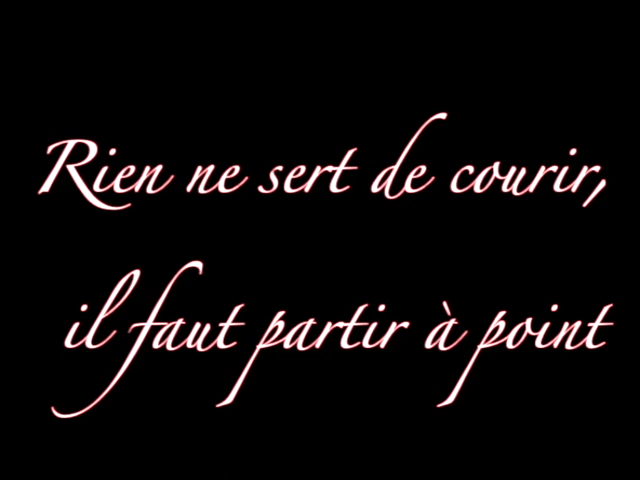 Rien ne sert de courir,
il faut partir à point